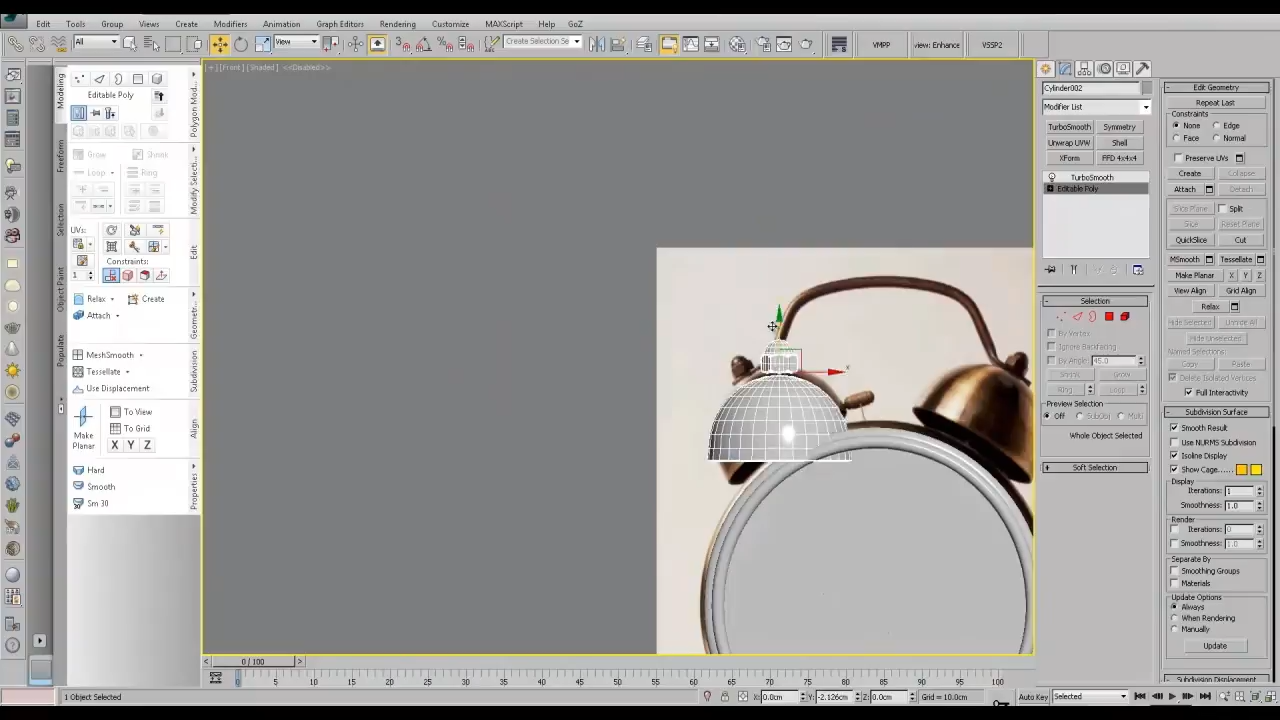 Edit Tools Group Views Create Modifiers Animation Graph Editors Rendering Customize MAXScript Help GoZ
All View Create Selection Se VMPP view: Enhance VSSP2
[ + ] [Front ] [Shaded ] <<Disabled>>
Modeling
Freeform
Selection
Object Paint
Populate
Editable Poly
Grow Shrink
Loop Ring
UVs:
Constraints:
1
Relax Create
Attach
MeshSmooth
Tessellate
Use Displacement
Make Planar To View
To Grid
X Y Z
Hard
Smooth
Sm 30
Polygon Mod...
Modify Selecti...
Edit
Geometr...
Subdivision
Align
Properties
x
Cylinder002
Modifier List
TurboSmooth Symmetry
Unwrap UVW Shell
XForm FFD 4x4x4
TurboSmooth
Editable Poly
Selection
By Vertex
Ignore Backfacing
By Angle: 45.0
Shrink Grow
Ring Loop
Preview Selection
Off SubObj Multi
Whole Object Selected
Soft Selection
Edit Geometry
Repeat Last
Constraints
None Edge
Face Normal
Preserve UVs
Create Collapse
Attach Detach
Slice Plane Split
Slice Reset Plane
QuickSlice Cut
MSmooth Tessellate
Make Planar X Y Z
View Align Grid Align
Relax
Hide Selected Unhide All
Hide Unselected
Named Selections:
Copy Paste
Delete Isolated Vertices
Full Interactivity
Subdivision Surface
Smooth Result
Use NURMS Subdivision
Isoline Display
Show Cage......
Display
Iterations: 1
Smoothness: 1.0
Render
Iterations: 0
Smoothness: 1.0
Separate By
Smoothing Groups
Materials
Update Options
Always
When Rendering
Manually
Update
Subdivision Displacement
0 / 100
0 5 10 15 20 25 30 35 40 45 50 55 60 65 70 75 80 85 90 95 100
1 Object Selected X: 0.0cm Y: -2.126cm Z: 0.0cm Grid = 10.0cm Auto Key Selected